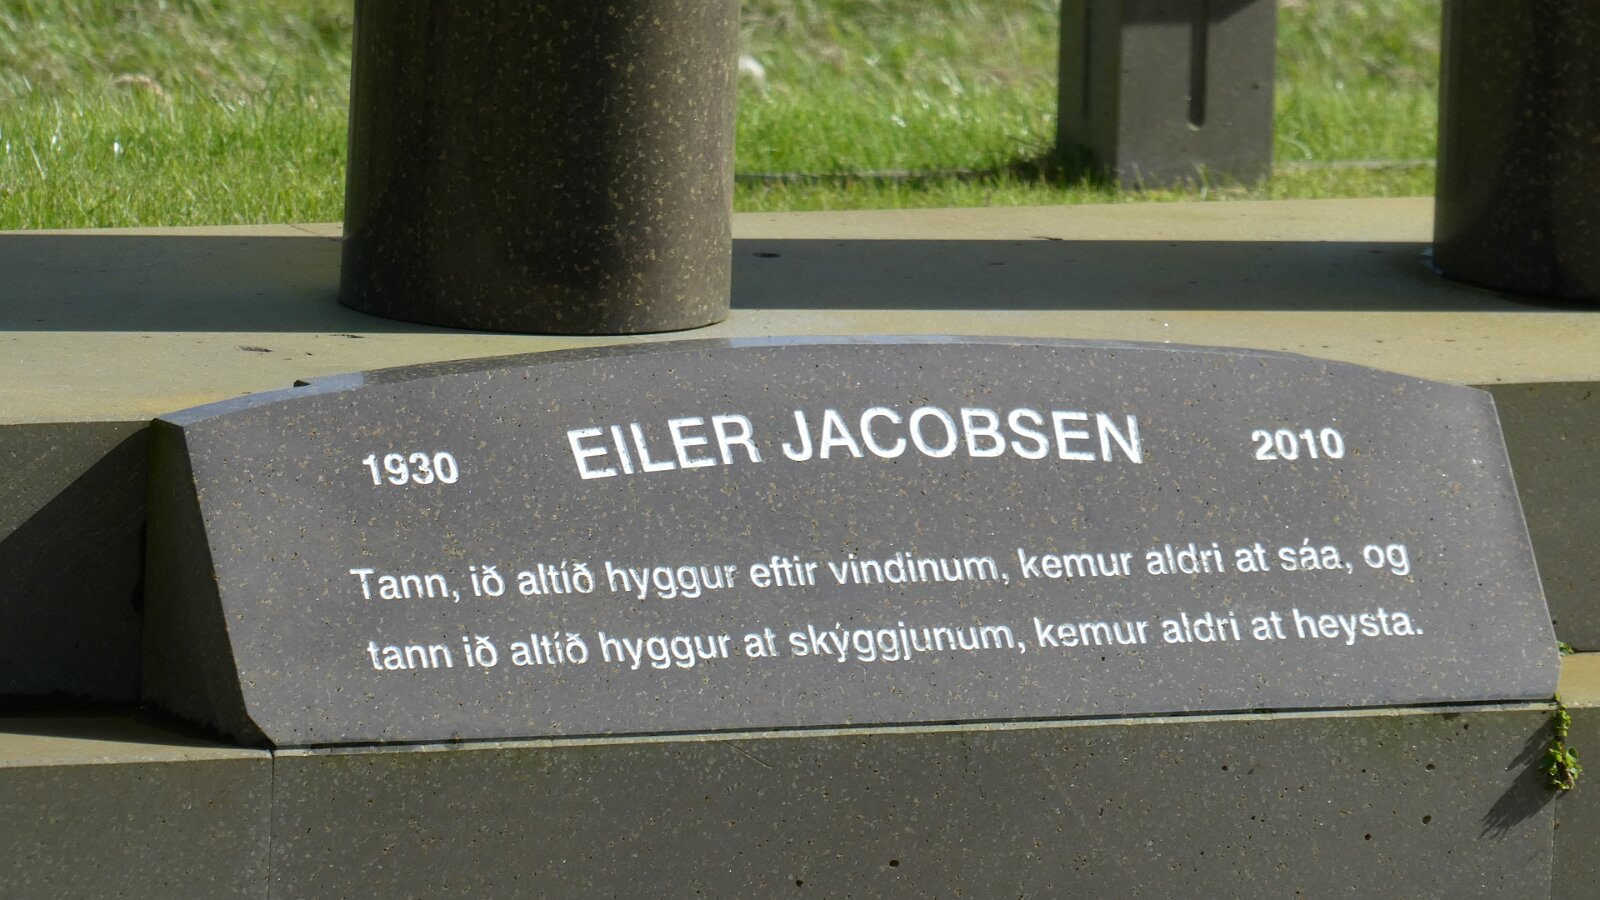 1930 EILER JACOBSEN 2010
Tann, ið altíð hyggur eftir vindinum, kemur aldri at sáa, og
tann ið altíð hyggur at skýggjunum, kemur aldri at heysta.